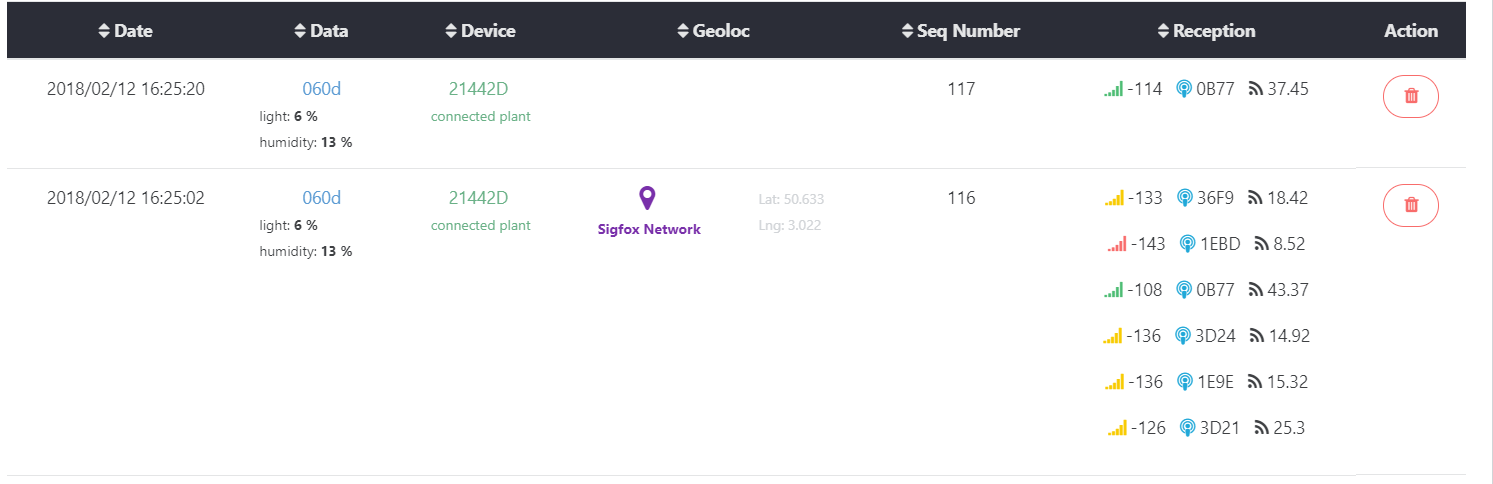 Date Data Device Geoloc Seq Number Reception Action
2018/02/12 16:25:20 060d 21442D 117 -114 0B77 37.45
light: 6 % connected plant
humidity: 13 %
2018/02/12 16:25:02 060d 21442D Lat: 50.633 116 -133 36F9 18.42
light: 6 % connected plant Sigfox Network Lng: 3.022
humidity: 13 % -143 1EBD 8.52
-108 0B77 43.37
-136 3D24 14.92
-136 1E9E 15.32
-126 3D21 25.3